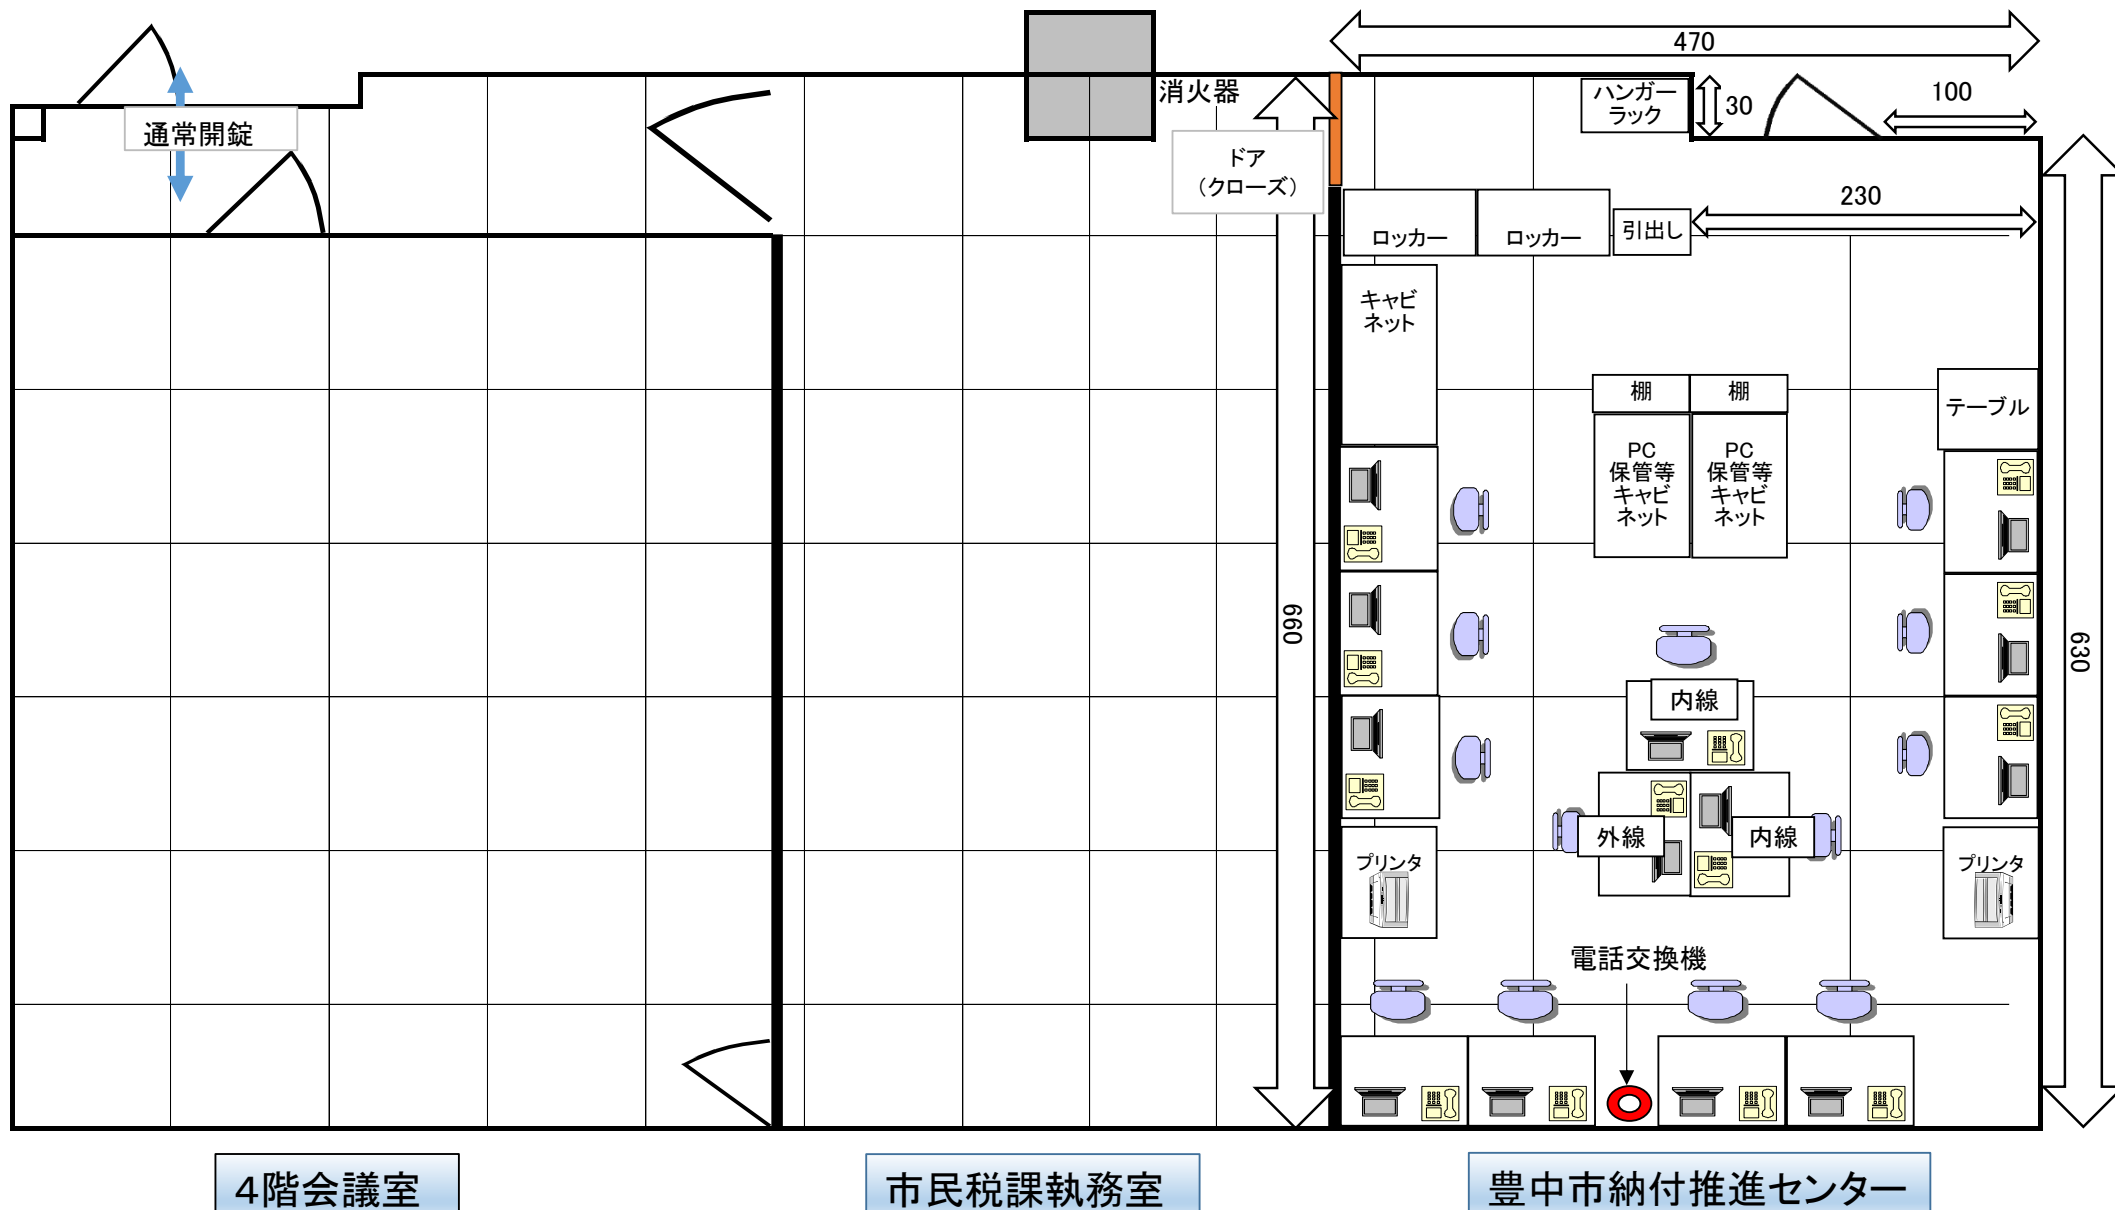 470
消火器
ハンガー
ラック
30
100
通常開錠
ドア
（クローズ）
230
ロッカー
ロッカー
引出し
キャビ
ネット
棚
棚
テーブル
PC
保管等
キャビ
ネット
PC
保管等
キャビ
ネット
660
630
内線
外線
内線
プリンタ
プリンタ
電話交換機
4階会議室
市民税課執務室
豊中市納付推進センター